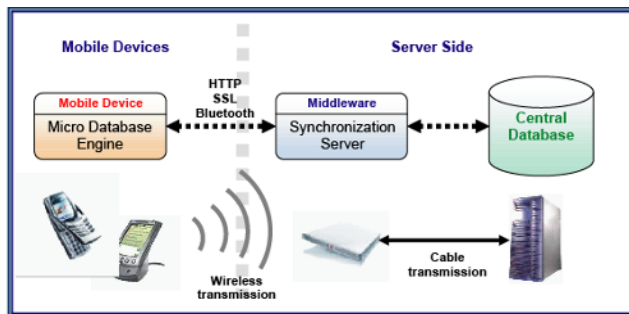 Mobile Devices
Server Side
HTTP
SSL
Bluetooth
Mobile Device
Micro Database
Engine
Middleware
Synchronization
Server
Central
Database
Wireless
transmission
Cable
transmission